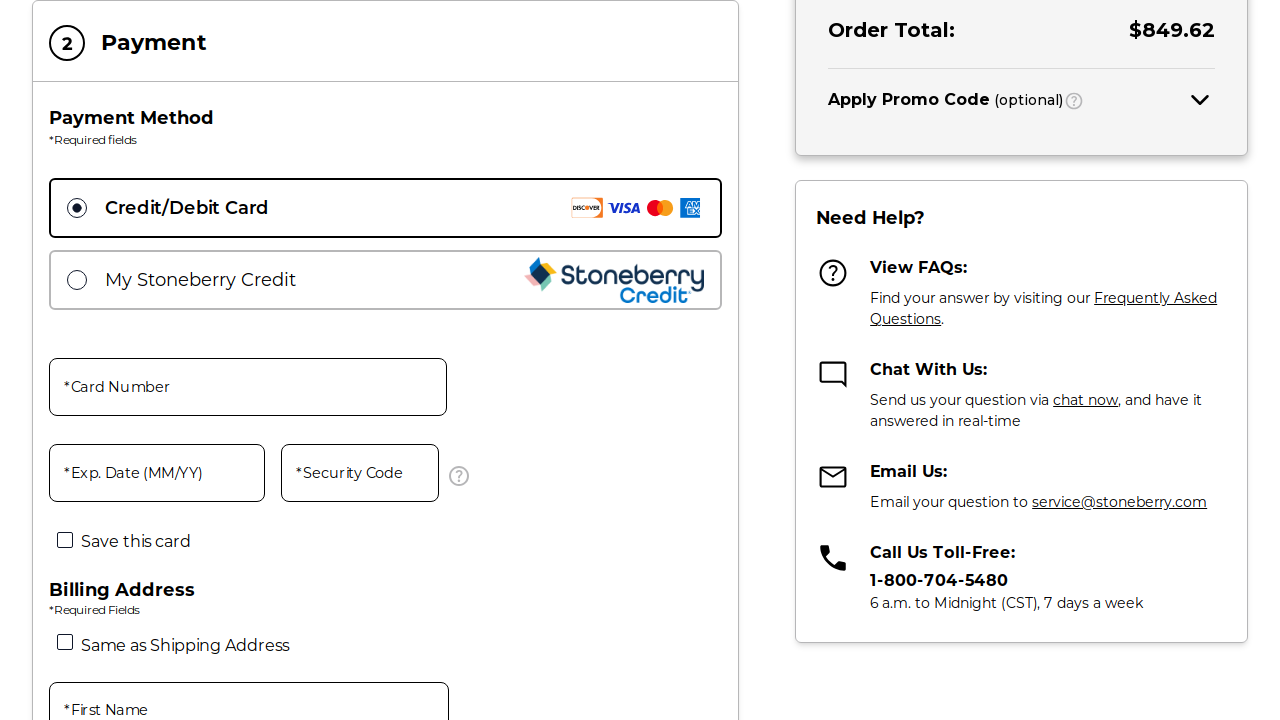 2 Payment
Payment Method
*Required fields
Credit/Debit Card DISCOVER VISA AMEX
My Stoneberry Credit Stoneberry Credit
*Card Number
*Exp. Date (MM/YY) *Security Code ?
Save this card
Billing Address
*Required Fields
Same as Shipping Address
*First Name
Order Total: $849.62
Apply Promo Code (optional) ?
Need Help?
View FAQs:
Find your answer by visiting our Frequently Asked
Questions.
Chat With Us:
Send us your question via chat now, and have it
answered in real-time
Email Us:
Email your question to service@stoneberry.com
Call Us Toll-Free:
1-800-704-5480
6 a.m. to Midnight (CST), 7 days a week